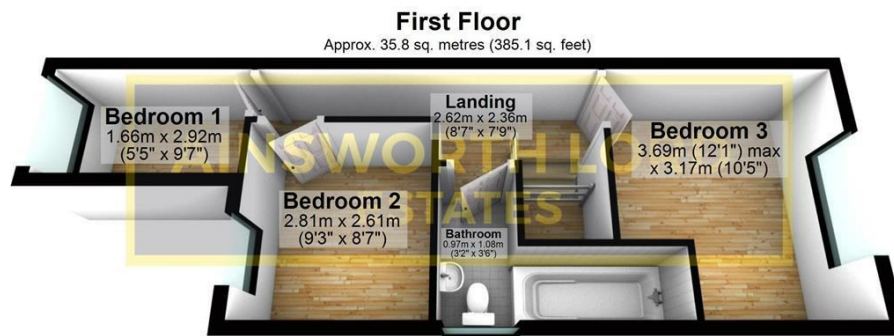 First Floor
Approx. 35.8 sq. metres (385.1 sq. feet)
Bedroom 1
1.66m x 2.92m
(5'5" x 9'7")
Landing
2.62m x 2.36m
(8'7" x 7'9")
Bedroom 3
3.69m (12'1") max
x 3.17m (10'5")
Bedroom 2
2.81m x 2.61m
(9'3" x 8'7")
Bathroom
0.97m x 1.08m
(3'2" x 3'6")
AINSWORTH LO
ESTATES